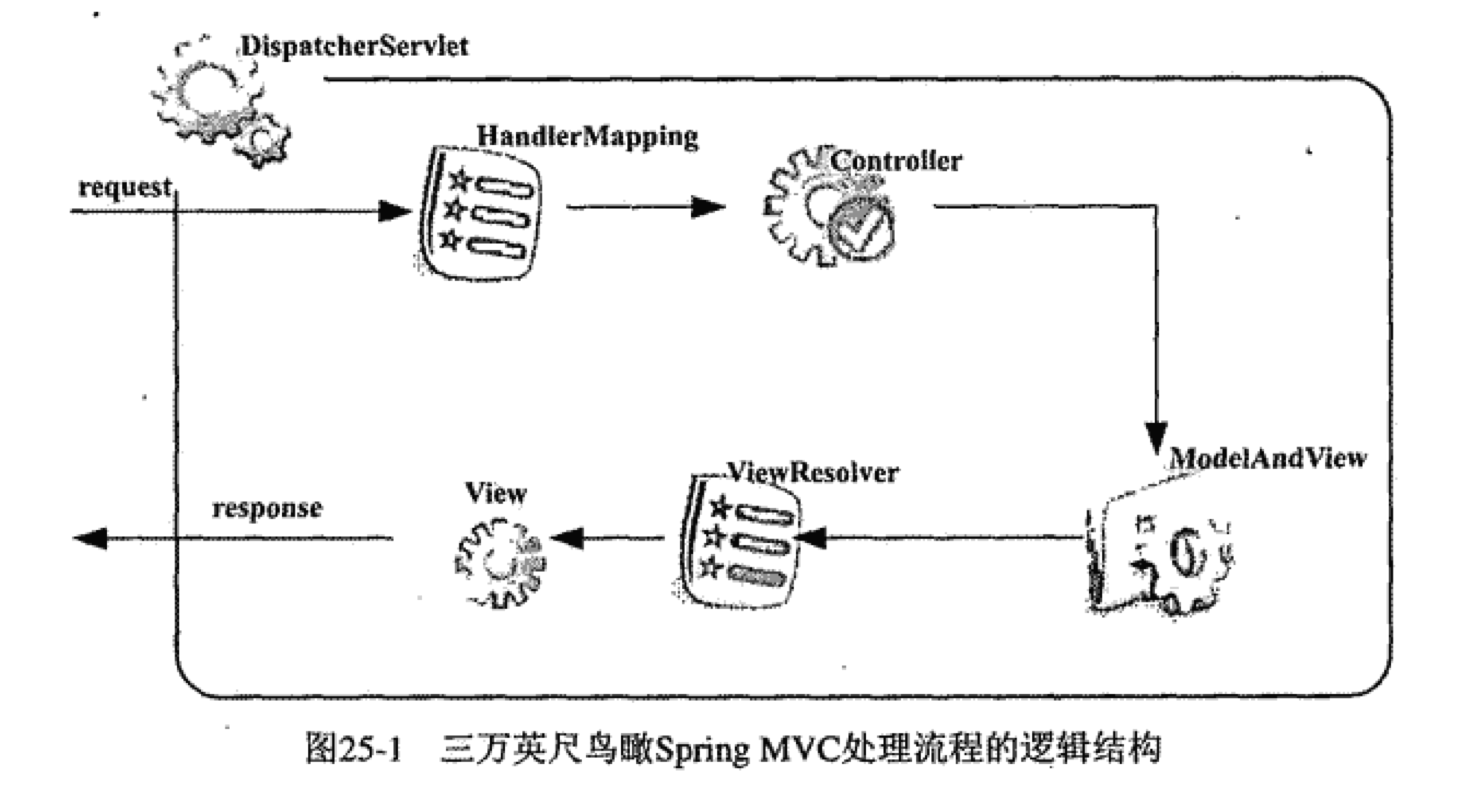 DispatcherServlet
HandlerMapping
Controller
request
ModelAndView
ViewResolver
View
response
图25-1 三万英尺鸟瞰Spring MVC处理流程的逻辑结构